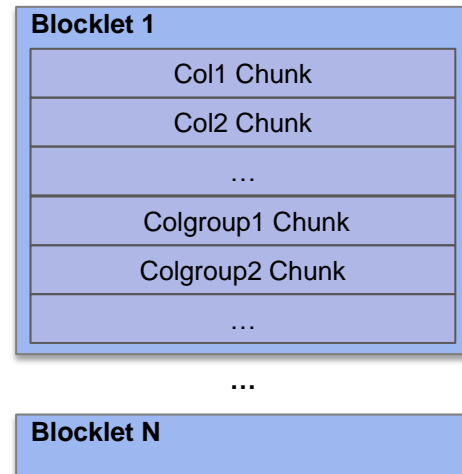 Blocklet 1
Col1 Chunk
Col2 Chunk
…
Colgroup1 Chunk
Colgroup2 Chunk
…
…
Blocklet N